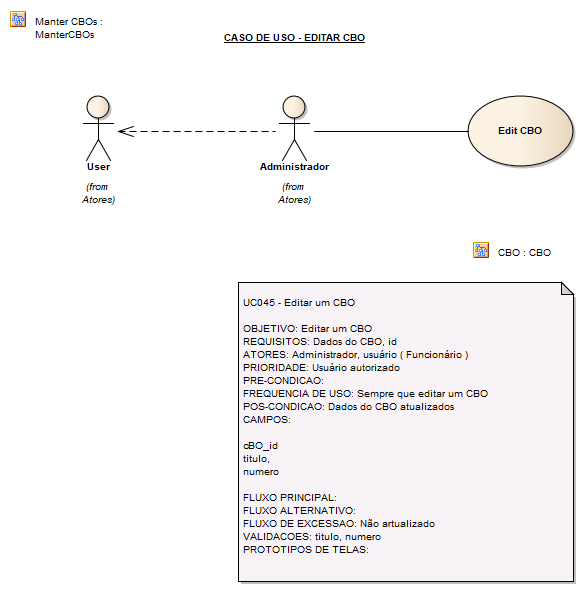 Manter CBOs :
ManterCBOs
CASO DE USO - EDITAR CBO
User
(from
Atores)
Administrador
(from
Atores)
Edit CBO
CBO : CBO
UC045 - Editar um CBO
OBJETIVO: Editar um CBO
REQUISITOS: Dados do CBO, id
ATORES: Administrador, usuário ( Funcionário )
PRIORIDADE: Usuário autorizado
PRE-CONDICAO:
FREQUENCIA DE USO: Sempre que editar um CBO
POS-CONDICAO: Dados do CBO atualizados
CAMPOS:
cBO_id
titulo,
numero
FLUXO PRINCIPAL:
FLUXO ALTERNATIVO:
FLUXO DE EXCESSAO: Não artualizado
VALIDACOES: titulo, numero
PROTOTIPOS DE TELAS: